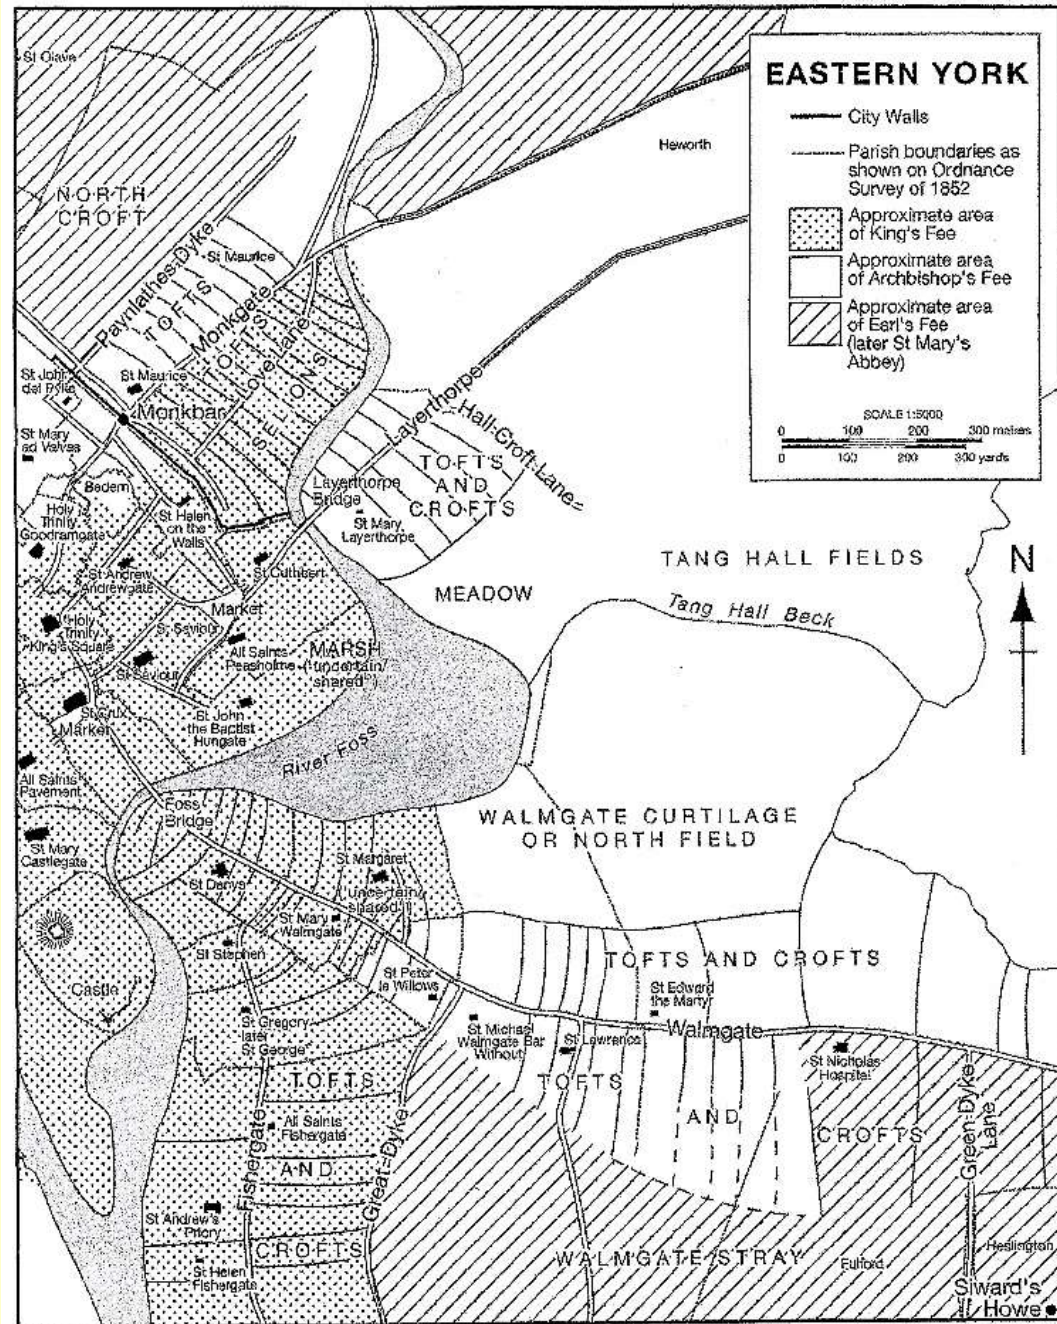 EASTERN YORK
City Walls
Parish boundaries as
shown on Ordnance
Survey of 1852
Approximate area
of King's Fee
Approximate area
of Archbishop's Fee
Approximate area
of Earl's Fee
(later St Mary's
Abbey)
SCALE 1:5000
0 100 200 300 metres
0 100 200 300 yards
N
St Olave
NORTH
CROFT
Heworth
Paynlathes-Dyke
St Maurice
TOFTS
Monkgate
TOFTS
Love-Lane
SE IONS
St John
del Pyke
St Maurice
Monkbar
St Mary
ad Valvas
Bedern
Holy
Trinity
Goodramgate
St Helen
on the
Walls
Layerthorpe
Hall-Croft-Lane
Layerthorpe
Bridge
TOFTS
AND
CROFTS
St Mary
Layerthorpe
St Andrew
Andrewgate
St Cuthbert
MEADOW
TANG HALL FIELDS
Tang Hall Beck
Market
Holy
Trinity
King's Square
St Saviour
All Saints
Peasholme
MARSH
("uncertain/
shared")
St Saviour
St Crux
Market
St John
the Baptist
Hungate
River Foss
All Saints
Pavement
Foss
Bridge
WALMGATE CURTILAGE
OR NORTH FIELD
St Mary
Castlegate
St Denys
St Margaret
("uncertain/
shared")
St Mary
Walmgate
St Stephen
TOFTS AND CROFTS
Castle
St Peter
le Willows
St Edward
the Martyr
St Gregory
later
St George
St Michael
Walmgate Bar
Without
St Lawrence
Walmgate
St Nicholas
Hospital
TOFTS
TOFTS
All Saints
Fishergate
AND
CROFTS
Green-Dyke
Lane
Fishergate
AND
Great-Dyke
St Andrew's
Priory
CROFTS
St Helen
Fishergate
WALMGATE-STRAY
Fulford
Heslington
Siward's
Howe